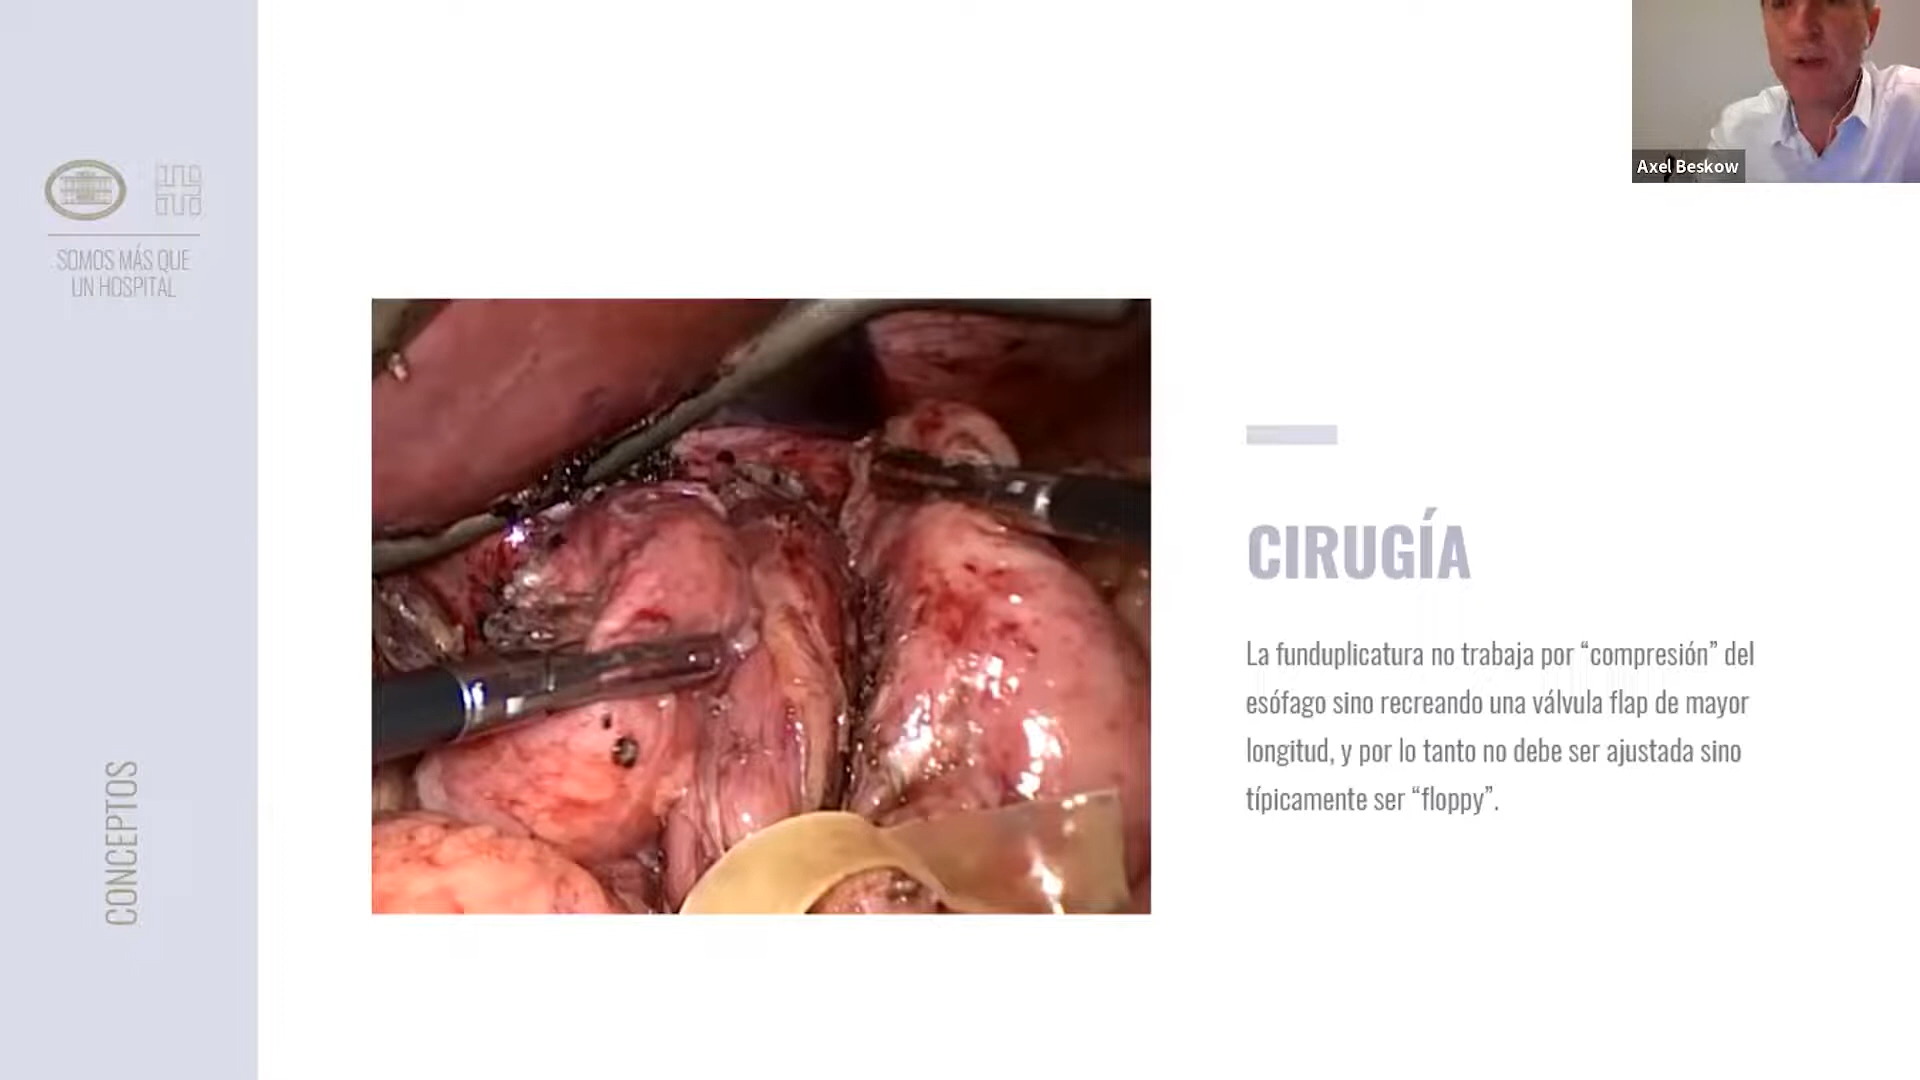 SOMOS MÁS QUE
UN HOSPITAL
CONCEPTOS
CIRUGÍA
La funduplicatura no trabaja por “compresión” del
esófago sino recreando una válvula flap de mayor
longitud, y por lo tanto no debe ser ajustada sino
típicamente ser “floppy”.
Axel Beskow